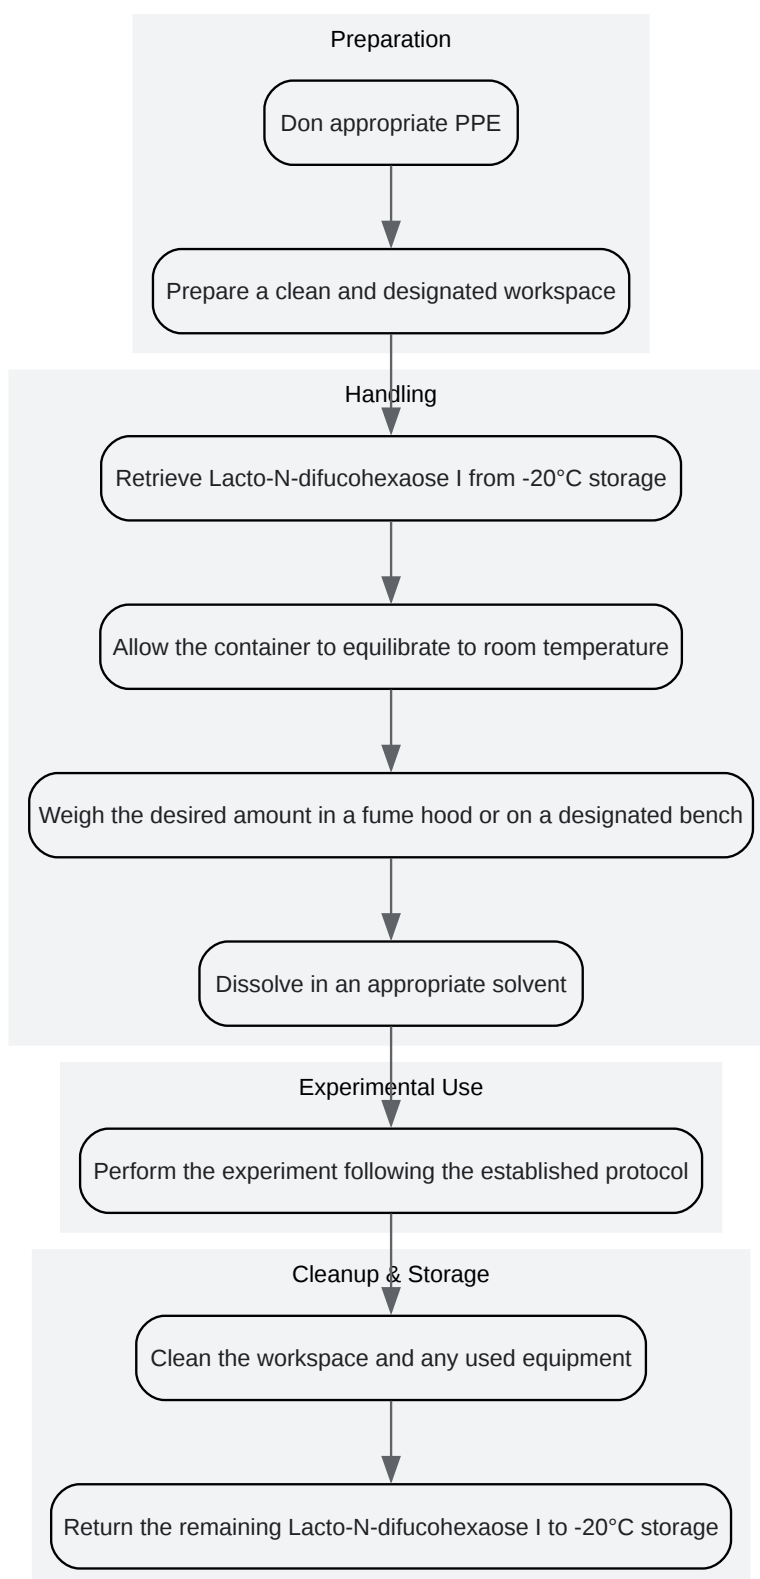 Preparation
Don appropriate PPE
Prepare a clean and designated workspace
Handling
Retrieve Lacto-N-difucohexaose I from -20°C storage
Allow the container to equilibrate to room temperature
Weigh the desired amount in a fume hood or on a designated bench
Dissolve in an appropriate solvent
Experimental Use
Perform the experiment following the established protocol
Cleanup & Storage
Clean the workspace and any used equipment
Return the remaining Lacto-N-difucohexaose I to -20°C storage